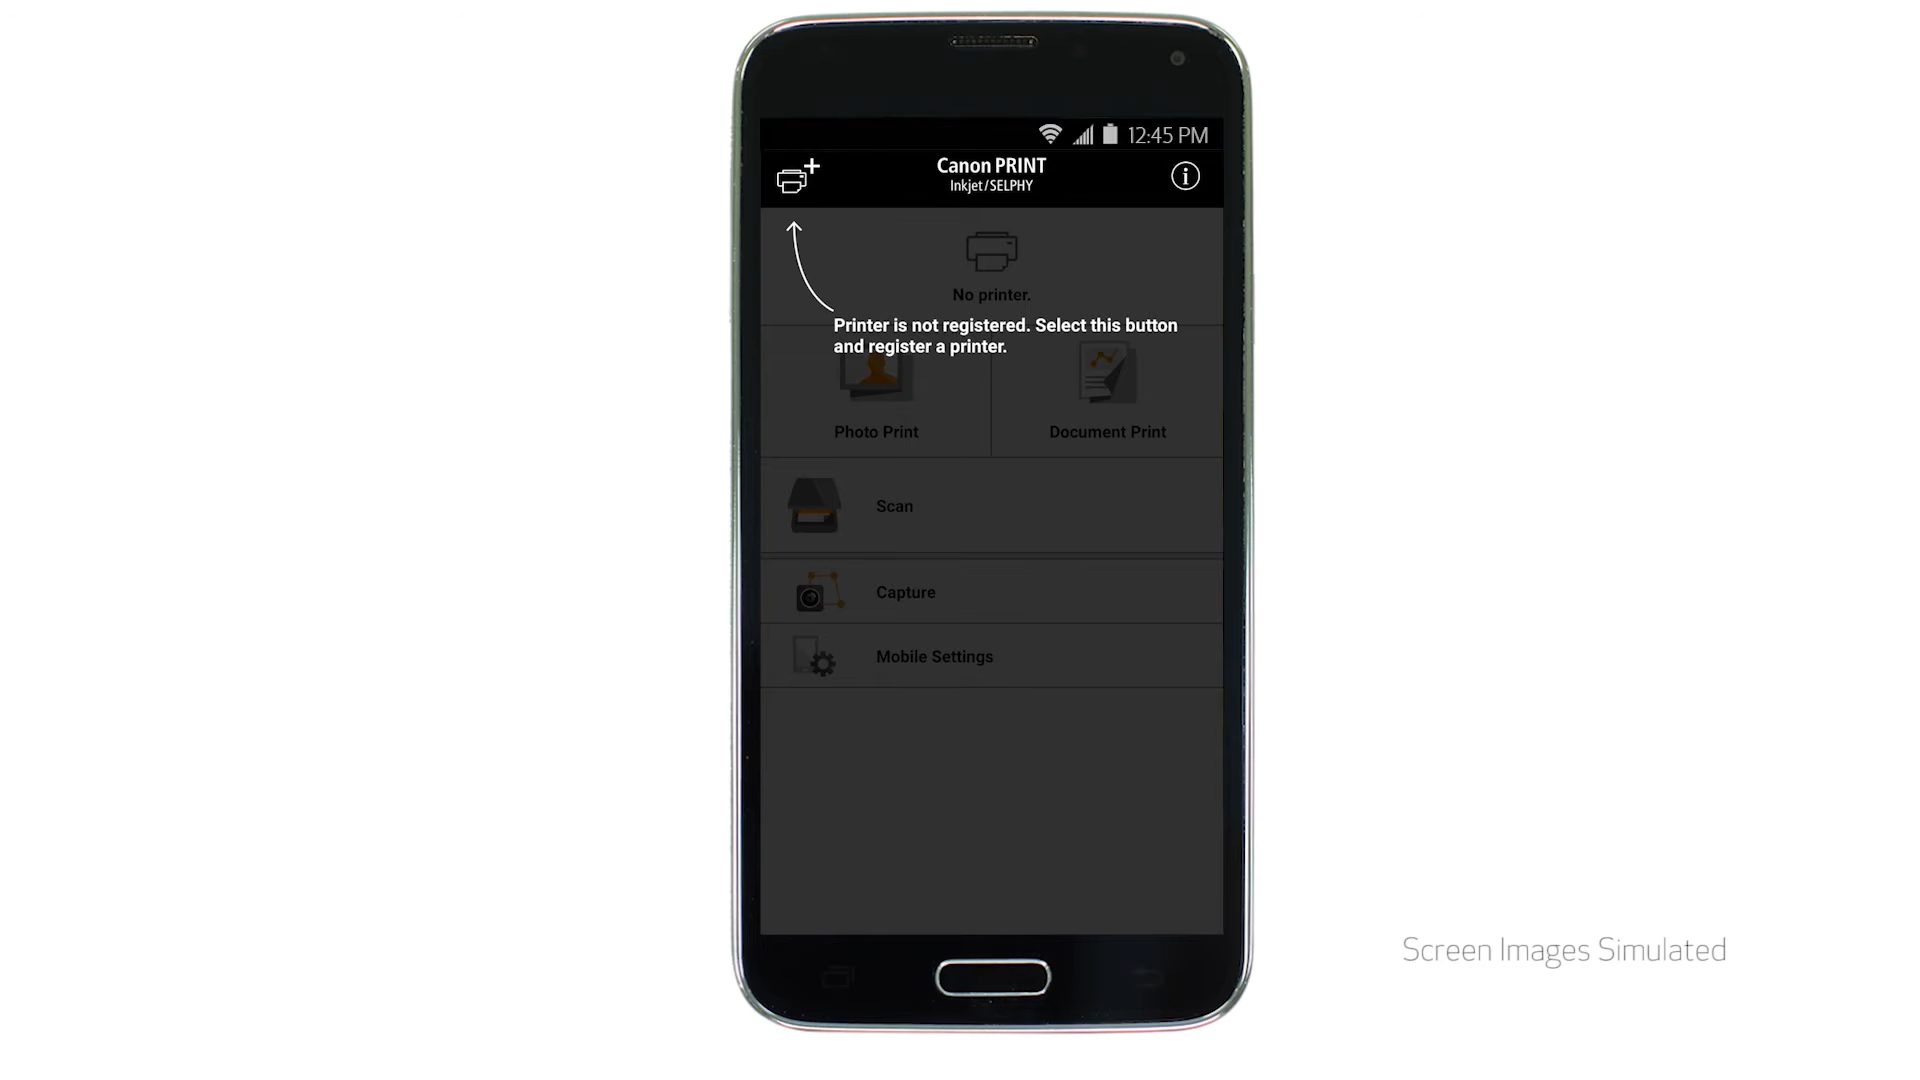 12:45 PM
Canon PRINT
Inkjet/SELPHY
No printer.
Printer is not registered. Select this button
and register a printer.
Photo Print
Document Print
Scan
Capture
Mobile Settings
Screen Images Simulated